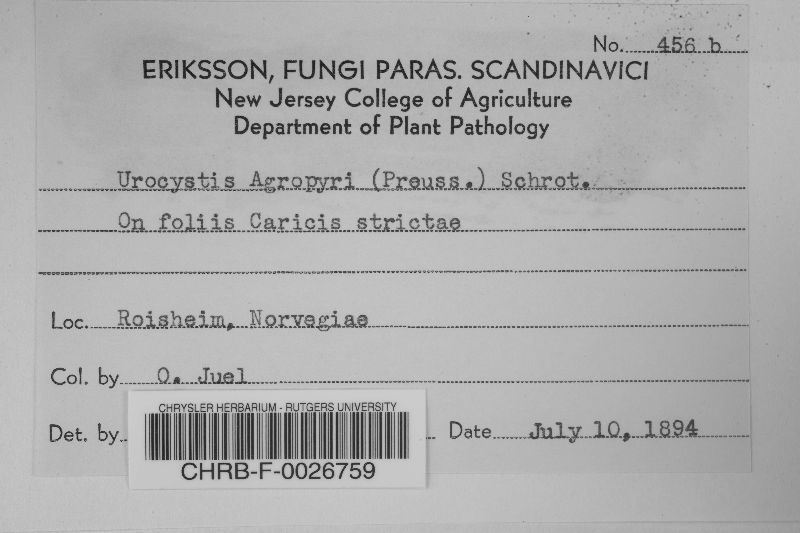 No. 456 b
ERIKSSON, FUNGI PARAS. SCANDINAVICI
New Jersey College of Agriculture
Department of Plant Pathology
Urocystis Agropyri (Preuss.) Schrot.
On foliis Caricis strictae
Loc. Roisheim, Norvegiae
Col. by O. Juel
Det. by Date July 10, 1894
CHRYSLER HERBARIUM - RUTGERS UNIVERSITY
CHRB-F-0026759